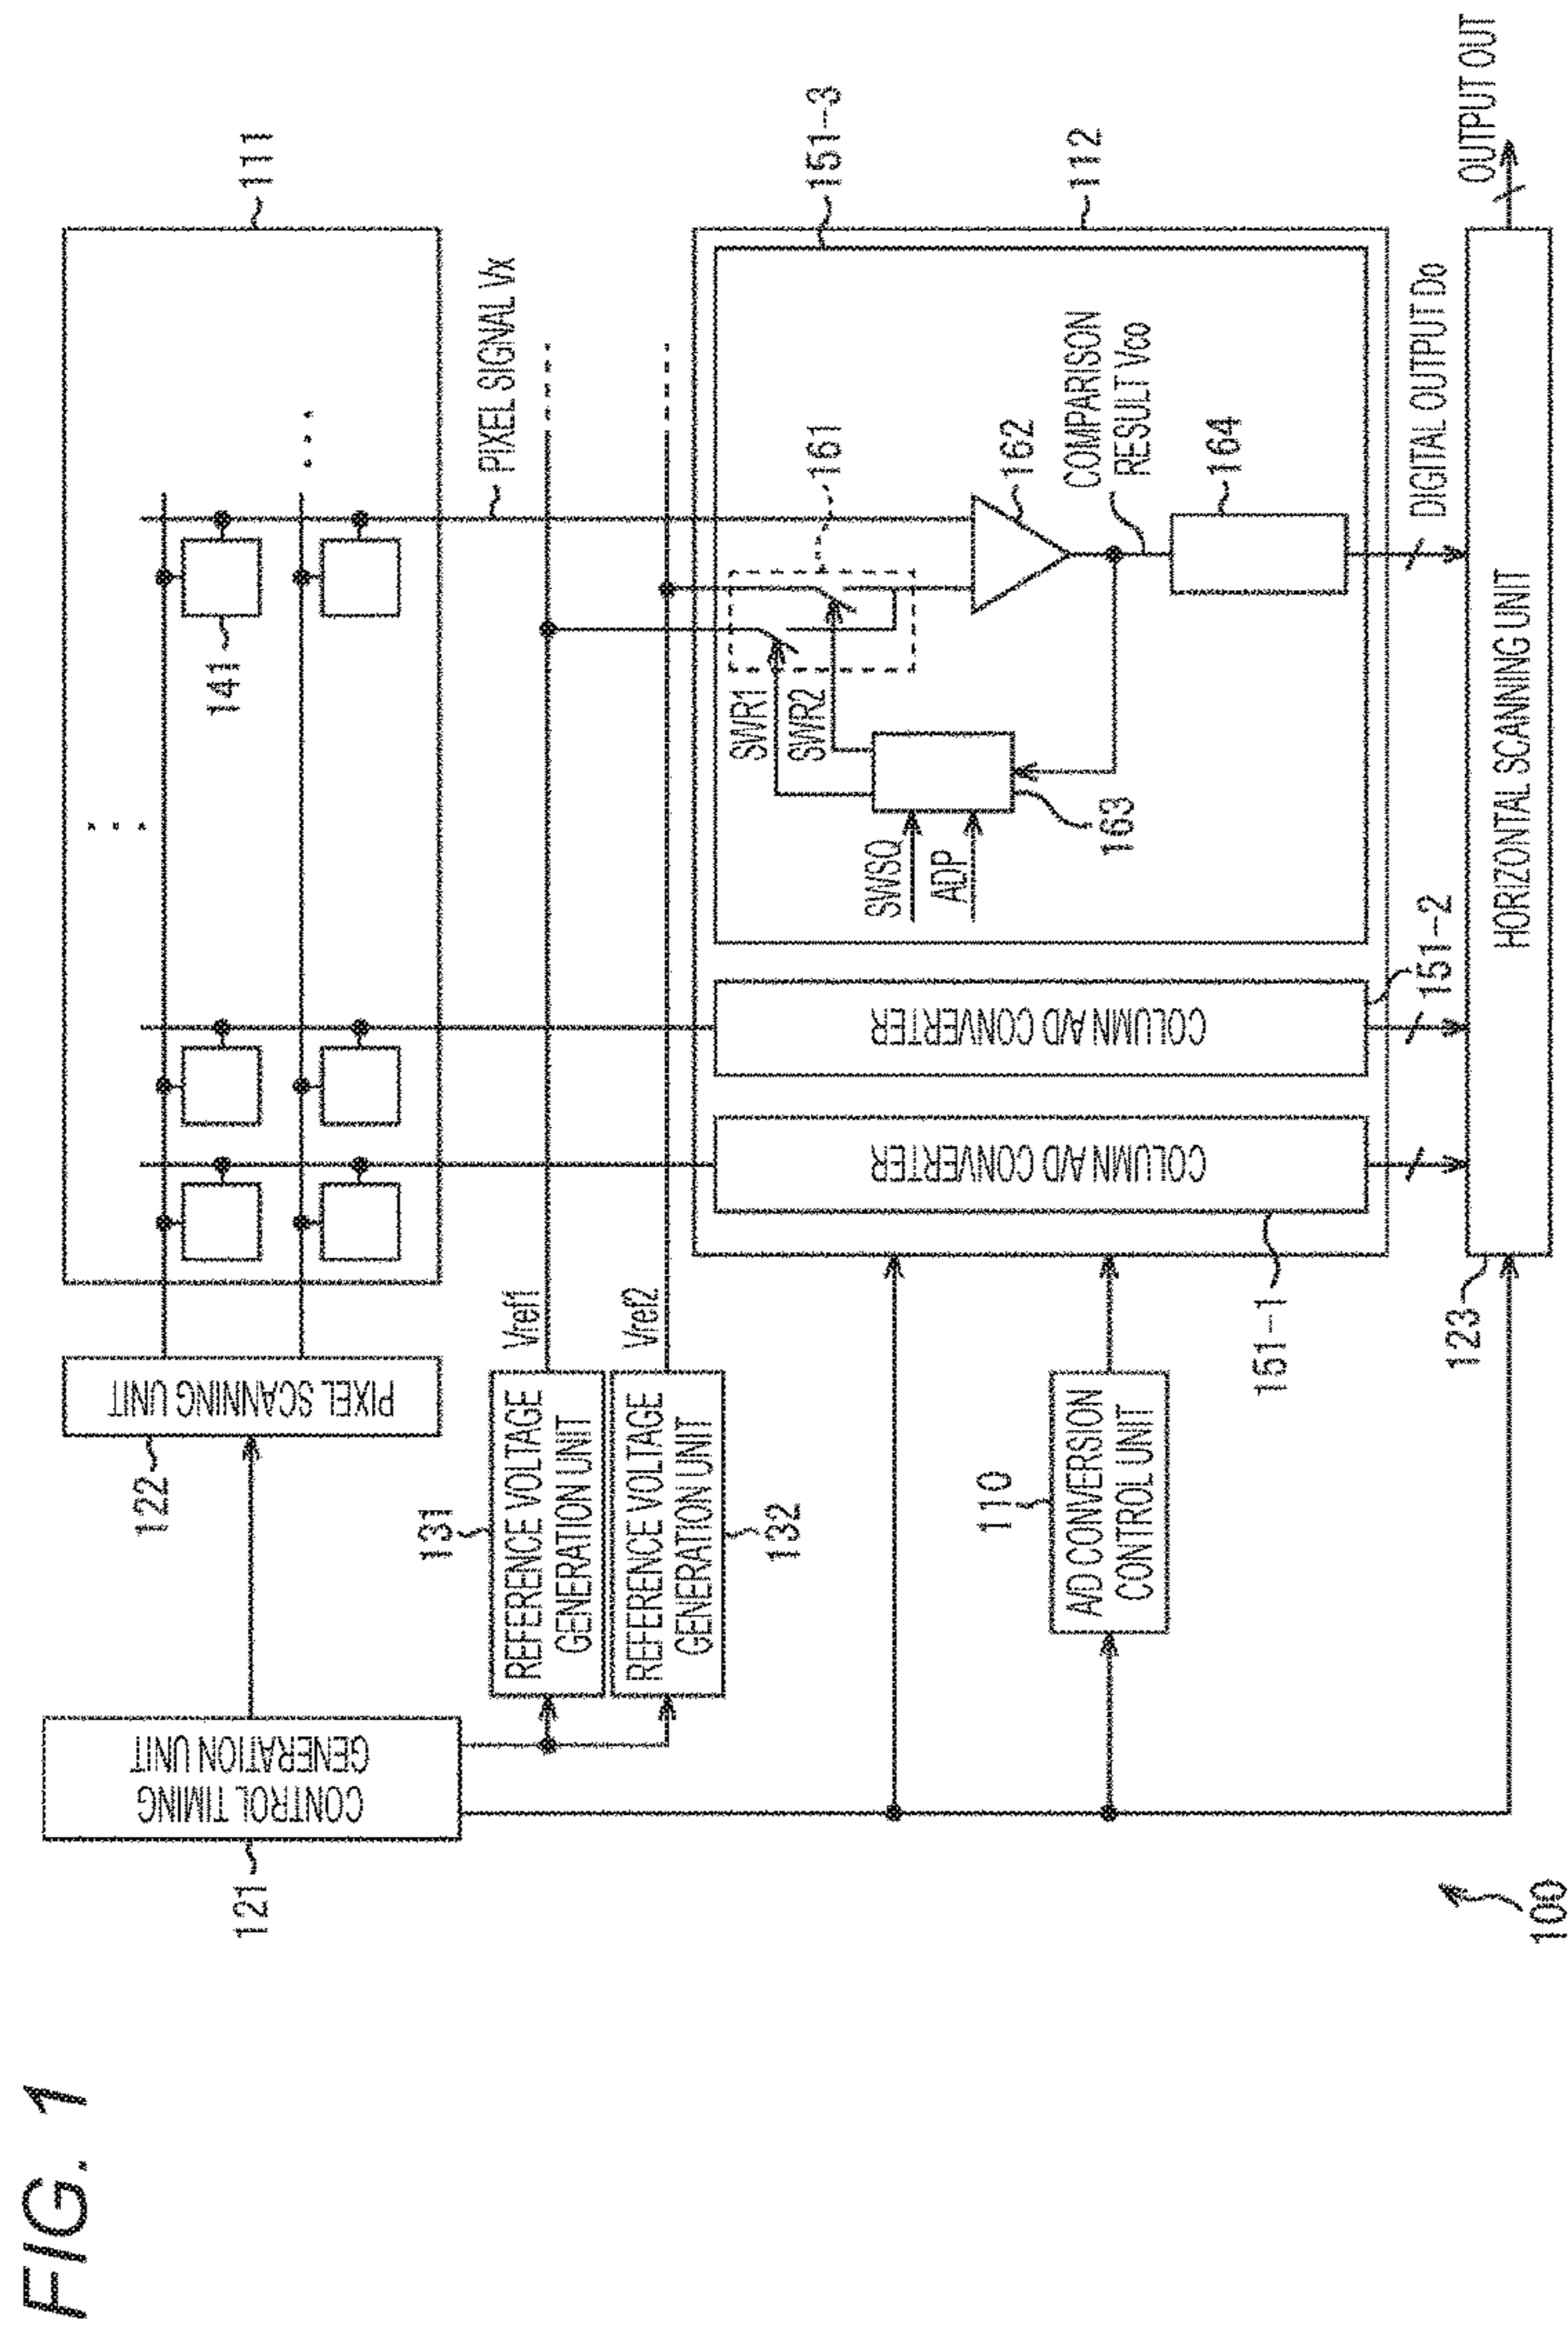 FIG. 1
100
121
CONTROL TIMING
GENERATION UNIT
122
PIXEL SCANNING UNIT
111
141
131
REFERENCE VOLTAGE
GENERATION UNIT
Vref1
PIXEL SIGNAL Vx
REFERENCE VOLTAGE
GENERATION UNIT
Vref2
132
110
A/D CONVERSION
CONTROL UNIT
151-1
COLUMN A/D CONVERTER
COLUMN A/D CONVERTER
151-2
151-3
112
SWR1
SWR2
161
SWSQ
ADP
163
162
COMPARISON
RESULT Vco
164
DIGITAL OUTPUT Do
123
HORIZONTAL SCANNING UNIT
OUTPUT OUT